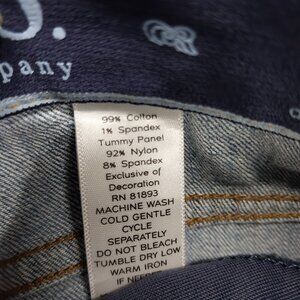 O.
pany
99% Cotton
1% Spandex
Tummy Panel
92% Nylon
8% Spandex
Exclusive of
Decoration
RN 81893
MACHINE WASH
COLD GENTLE
CYCLE
SEPARATELY
DO NOT BLEACH
TUMBLE DRY LOW
WARM IRON
IF